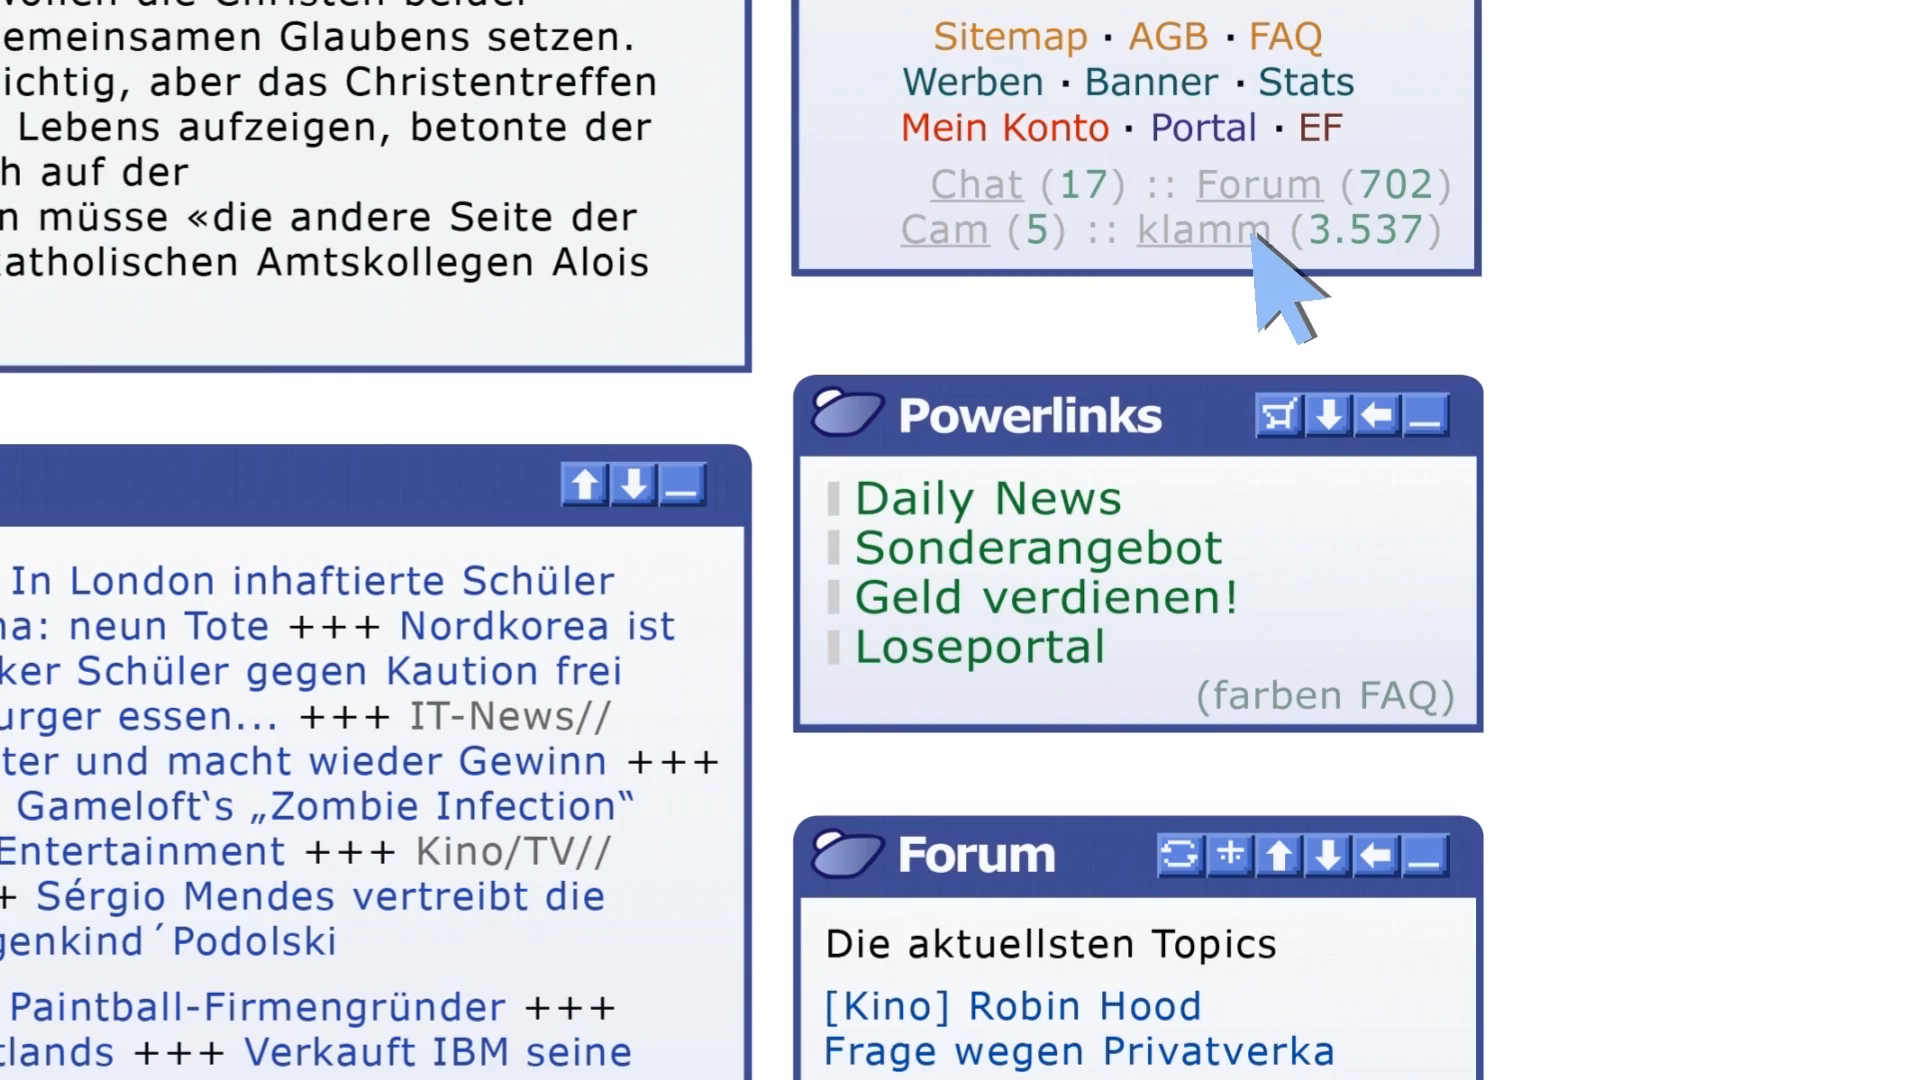 emeinsamen Glaubens setzen.
ichtig, aber das Christentreffen
Lebens aufzeigen, betonte der
h auf der
n müsse «die andere Seite der
katholischen Amtskollegen Alois
In London inhaftierte Schüler
na: neun Tote +++ Nordkorea ist
ker Schüler gegen Kaution frei
urger essen... +++ IT-News//
ter und macht wieder Gewinn +++
Gameloft‛s „Zombie Infection‟
Entertainment +++ Kino/TV//
+ Sérgio Mendes vertreibt die
genkind´Podolski
Paintball-Firmengründer +++
tlands +++ Verkauft IBM seine
Sitemap · AGB · FAQ
Werben · Banner · Stats
Mein Konto · Portal · EF
Chat (17) :: Forum (702)
Cam (5) :: klamm (3.537)
Powerlinks
Daily News
Sonderangebot
Geld verdienen!
Loseportal
(farben FAQ)
Forum
Die aktuellsten Topics
[Kino] Robin Hood
Frage wegen Privatverka